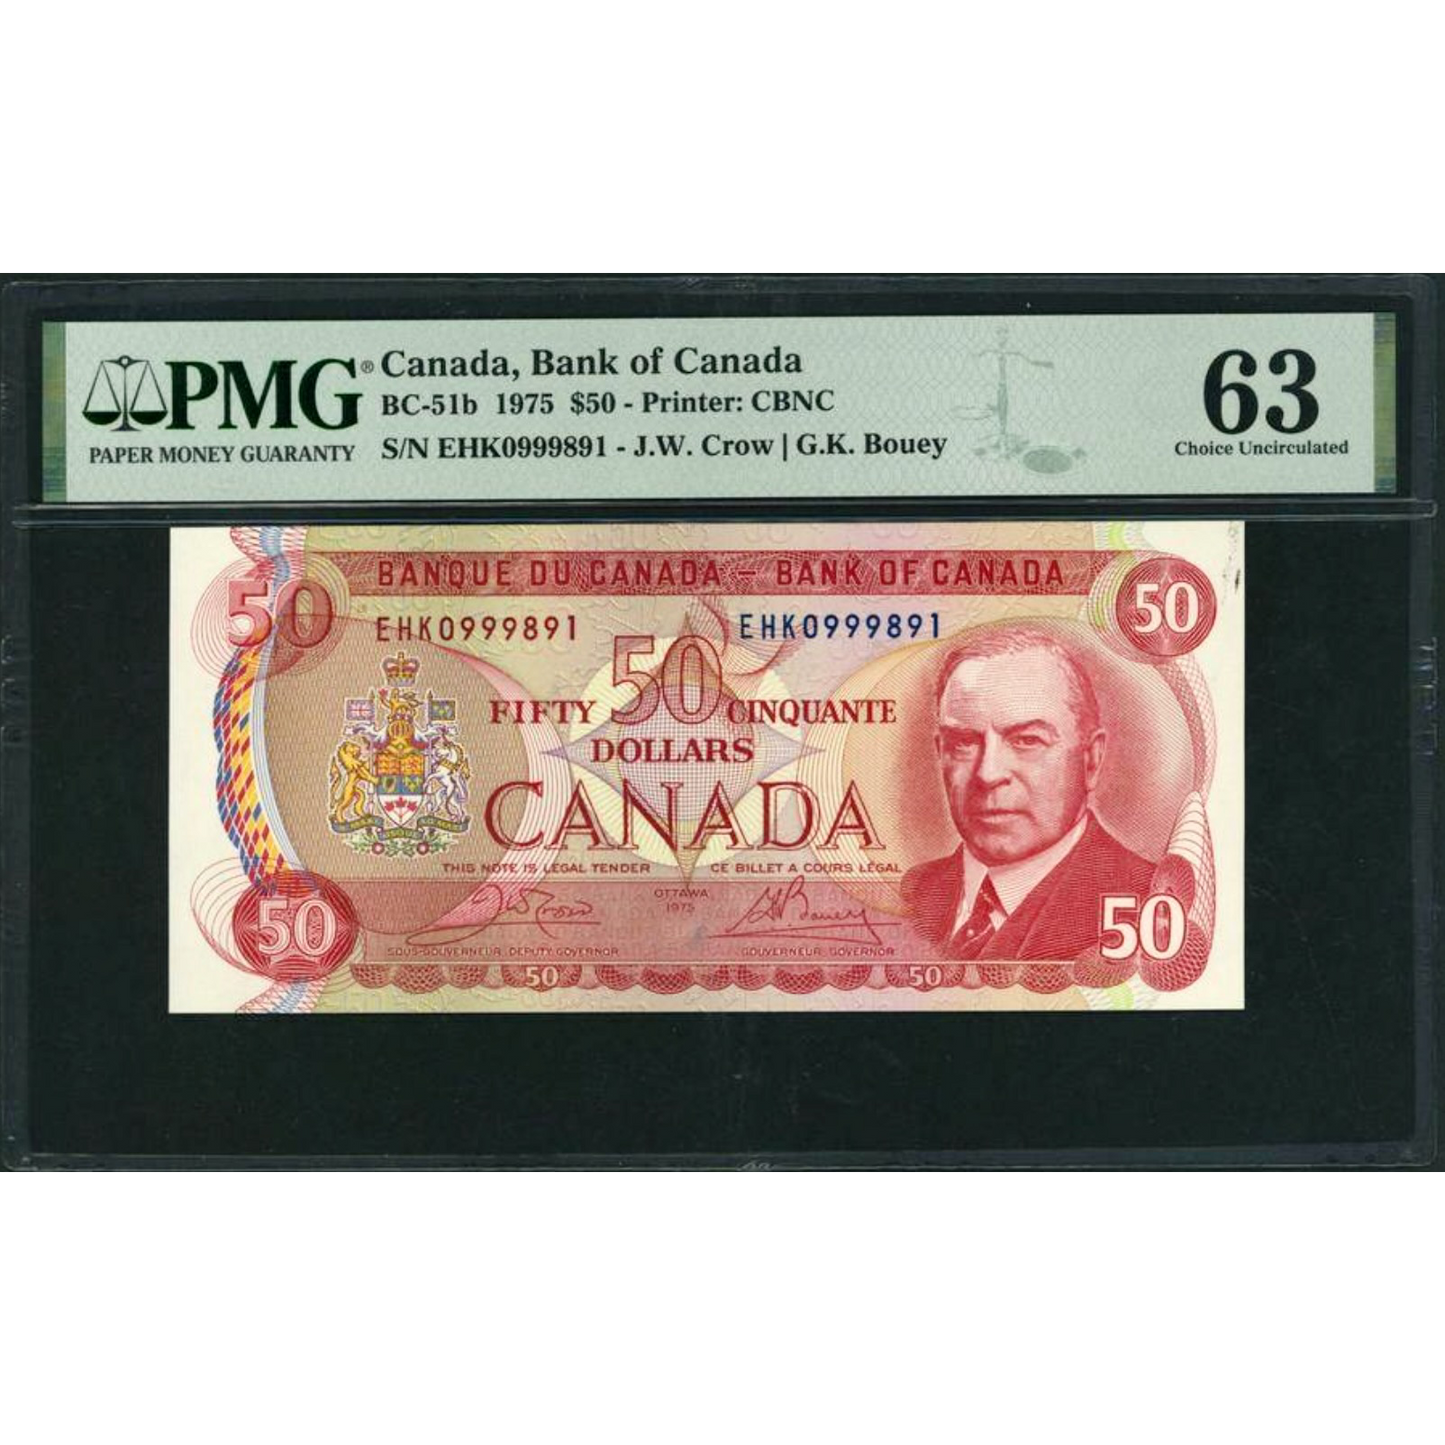 PMG®
PAPER MONEY GUARANTY
Canada, Bank of Canada
BC-51b 1975 $50 - Printer: CBNC
S/N EHK0999891 - J.W. Crow | G.K. Bouey
63
Choice Uncirculated
BANQUE DU CANADA – BANK OF CANADA
50
50
EHK0999891
EHK0999891
50
FIFTY
CINQUANTE
DOLLARS
CANADA
THIS NOTE IS LEGAL TENDER
CE BILLET A COURS LÉGAL
OTTAWA
1975
SOUS-GOUVERNEUR, DEPUTY-GOVERNOR
GOUVERNEUR, GOVERNOR
50
50
50
50